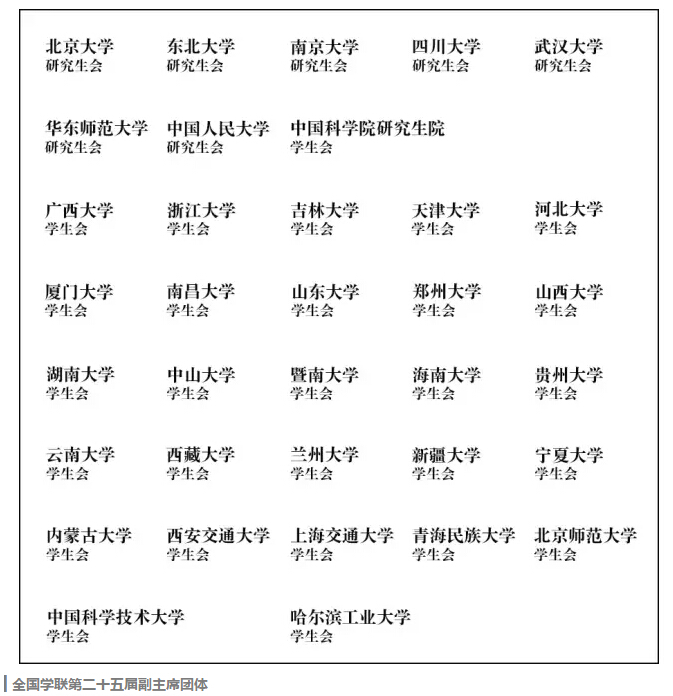 北京大学 东北大学 南京大学 四川大学 武汉大学
研究生会 研究生会 研究生会 研究生会 研究生会
华东师范大学 中国人民大学 中国科学院研究生院
研究生会 研究生会 学生会
广西大学 浙江大学 吉林大学 天津大学 河北大学
学生会 学生会 学生会 学生会 学生会
厦门大学 南昌大学 山东大学 郑州大学 山西大学
学生会 学生会 学生会 学生会 学生会
湖南大学 中山大学 暨南大学 海南大学 贵州大学
学生会 学生会 学生会 学生会 学生会
云南大学 西藏大学 兰州大学 新疆大学 宁夏大学
学生会 学生会 学生会 学生会 学生会
内蒙古大学 西安交通大学 上海交通大学 青海民族大学 北京师范大学
学生会 学生会 学生会 学生会 学生会
中国科学技术大学 哈尔滨工业大学
学生会 学生会
全国学联第二十五届副主席团体